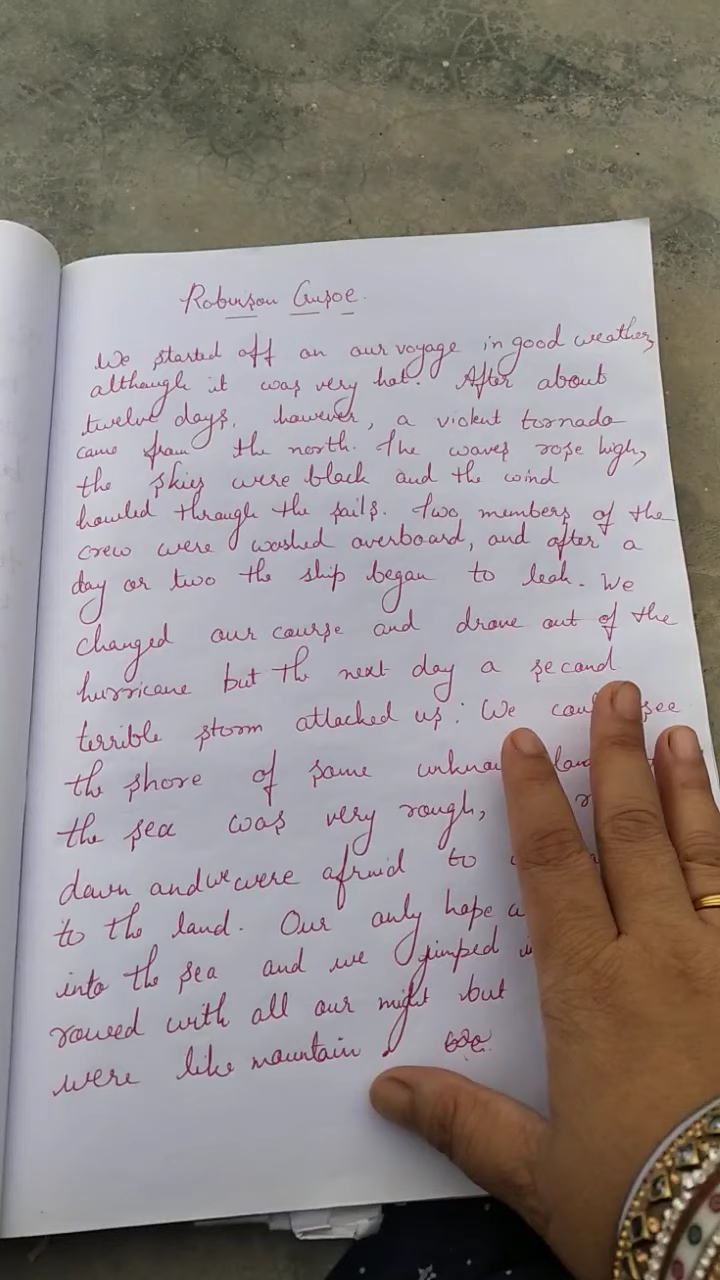 Robinson Crusoe.
We started off on our voyage in good weather,
although it was very hot. After about
twelve days, however, a violent tornado
came from the north. The waves rose high,
the skies were black and the wind
howled through the sails. Two members of the
crew were washed overboard, and after a
day or two the ship began to leak. We
changed our course and drove out of the
hurricane but the next day a second
terrible storm attacked us. We see
the shore of some
the sea was very rough,
down and we were afraid to
to the land. Our only hope
into the sea and we jimped
rowed with all our might but
were like mountain